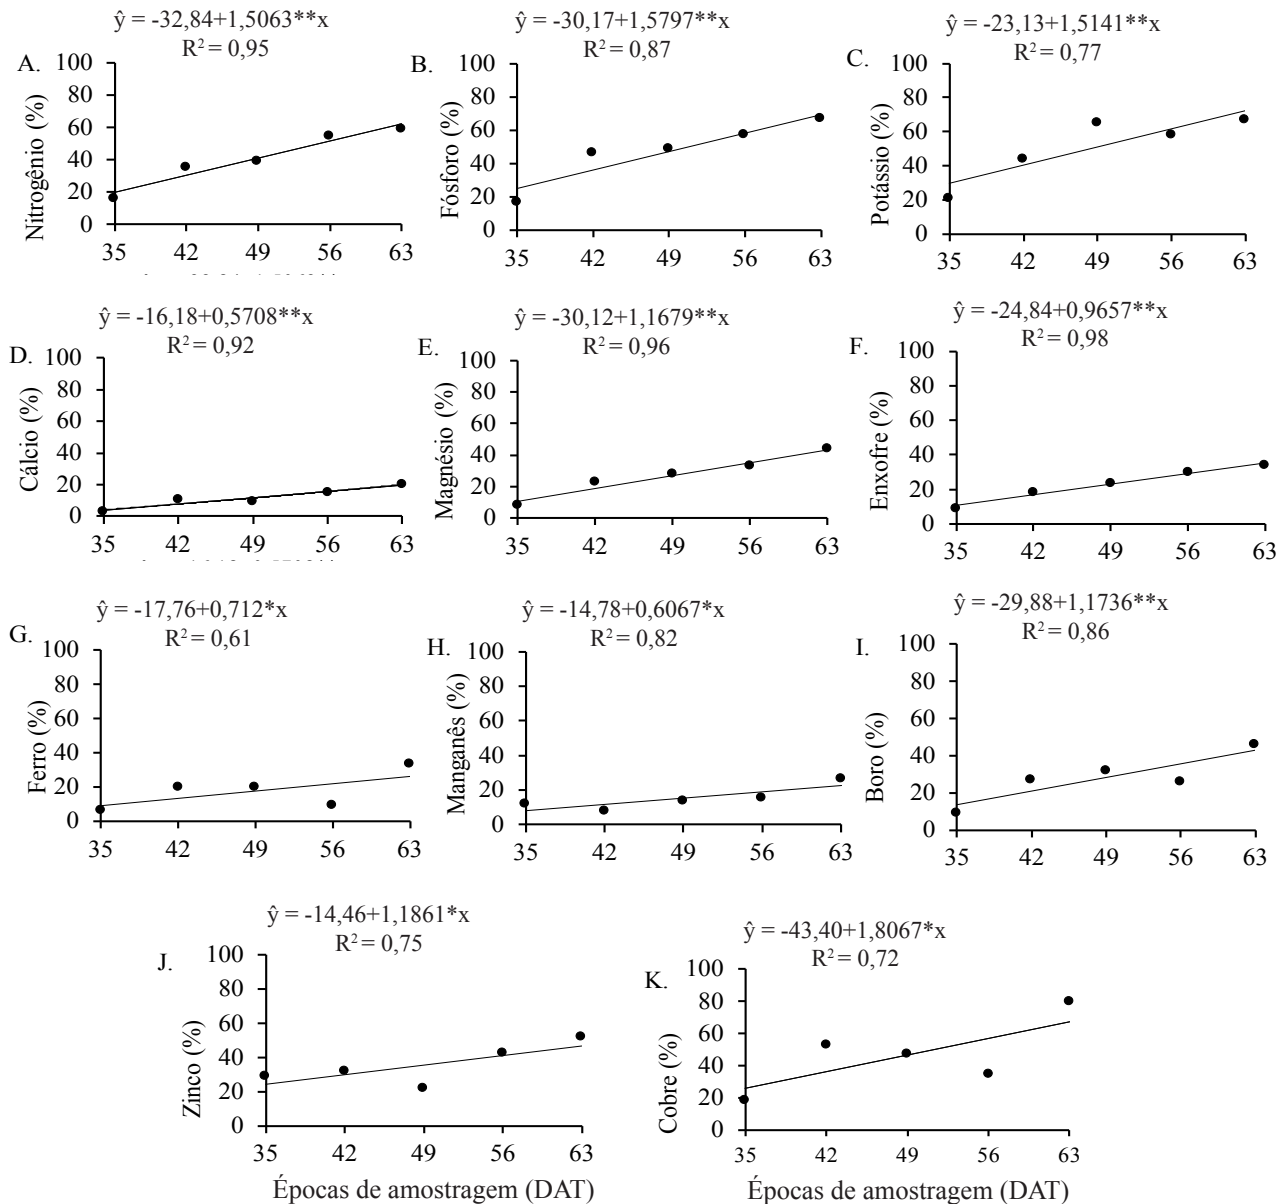 ŷ = -32,84+1,5063**x
R² = 0,95
A.
Nitrogênio (%)
100
80
60
40
20
0
35 42 49 56 63
ŷ = -30,17+1,5797**x
R² = 0,87
B.
Fósforo (%)
100
80
60
40
20
0
35 42 49 56 63
ŷ = -23,13+1,5141**x
R² = 0,77
C.
Potássio (%)
100
80
60
40
20
0
35 42 49 56 63
ŷ = -16,18+0,5708**x
R² = 0,92
D.
Cálcio (%)
100
80
60
40
20
0
35 42 49 56 63
ŷ = -30,12+1,1679**x
R² = 0,96
E.
Magnésio (%)
100
80
60
40
20
0
35 42 49 56 63
ŷ = -24,84+0,9657**x
R² = 0,98
F.
Enxofre (%)
100
80
60
40
20
0
35 42 49 56 63
ŷ = -17,76+0,712*x
R² = 0,61
G.
Ferro (%)
100
80
60
40
20
0
35 42 49 56 63
ŷ = -14,78+0,6067*x
R² = 0,82
H.
Manganês (%)
100
80
60
40
20
0
35 42 49 56 63
ŷ = -29,88+1,1736**x
R² = 0,86
I.
Boro (%)
100
80
60
40
20
0
35 42 49 56 63
ŷ = -14,46+1,1861*x
R² = 0,75
J.
Zinco (%)
100
80
60
40
20
0
35 42 49 56 63
Épocas de amostragem (DAT)
ŷ = -43,40+1,8067*x
R² = 0,72
K.
Cobre (%)
100
80
60
40
20
0
35 42 49 56 63
Épocas de amostragem (DAT)